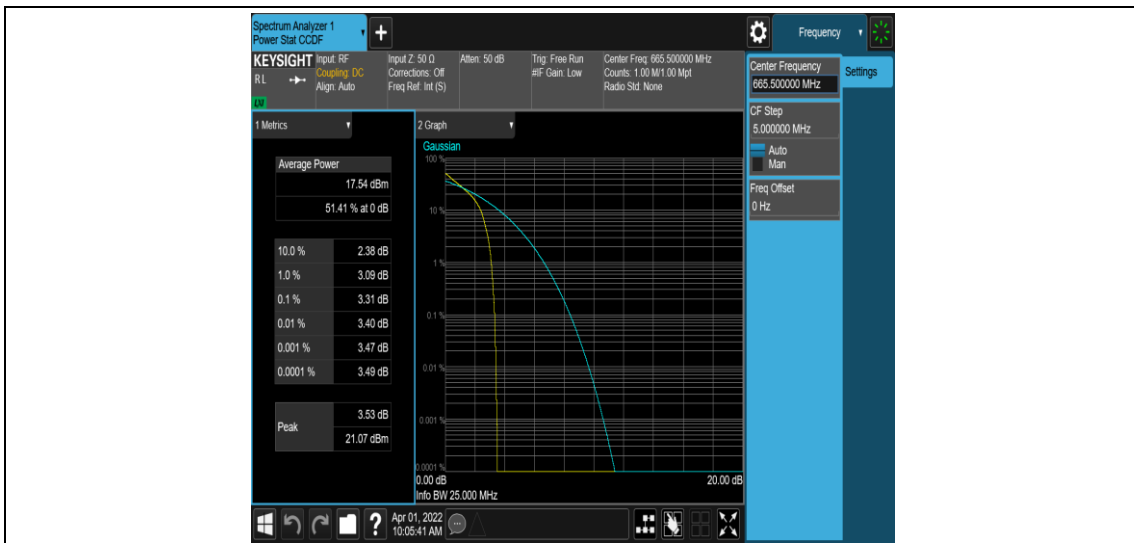 Spectrum Analyzer 1
Power Stat CCDF
+
Frequency
KEYSIGHT
RL
Input: RF
Coupling: DC
Align: Auto
Input Z: 50 Ω
Corrections: Off
Freq Ref: Int (S)
Atten: 50 dB
Trig: Free Run
#IF Gain: Low
Center Freq: 665.500000 MHz
Counts: 1.00 M/1.00 Mpt
Radio Std: None
Center Frequency
665.500000 MHz
Settings
CF Step
5.000000 MHz
Auto
Man
Freq Offset
0 Hz
1 Metrics
Average Power
17.54 dBm
51.41 % at 0 dB
10.0 % 2.38 dB
1.0 % 3.09 dB
0.1 % 3.31 dB
0.01 % 3.40 dB
0.001 % 3.47 dB
0.0001 % 3.49 dB
Peak
3.53 dB
21.07 dBm
2 Graph
Gaussian
100 %
10 %
1 %
0.1 %
0.01 %
0.001 %
0.0001 %
0.00 dB 20.00 dB
Info BW 25.000 MHz
?
Apr 01, 2022
10:05:41 AM